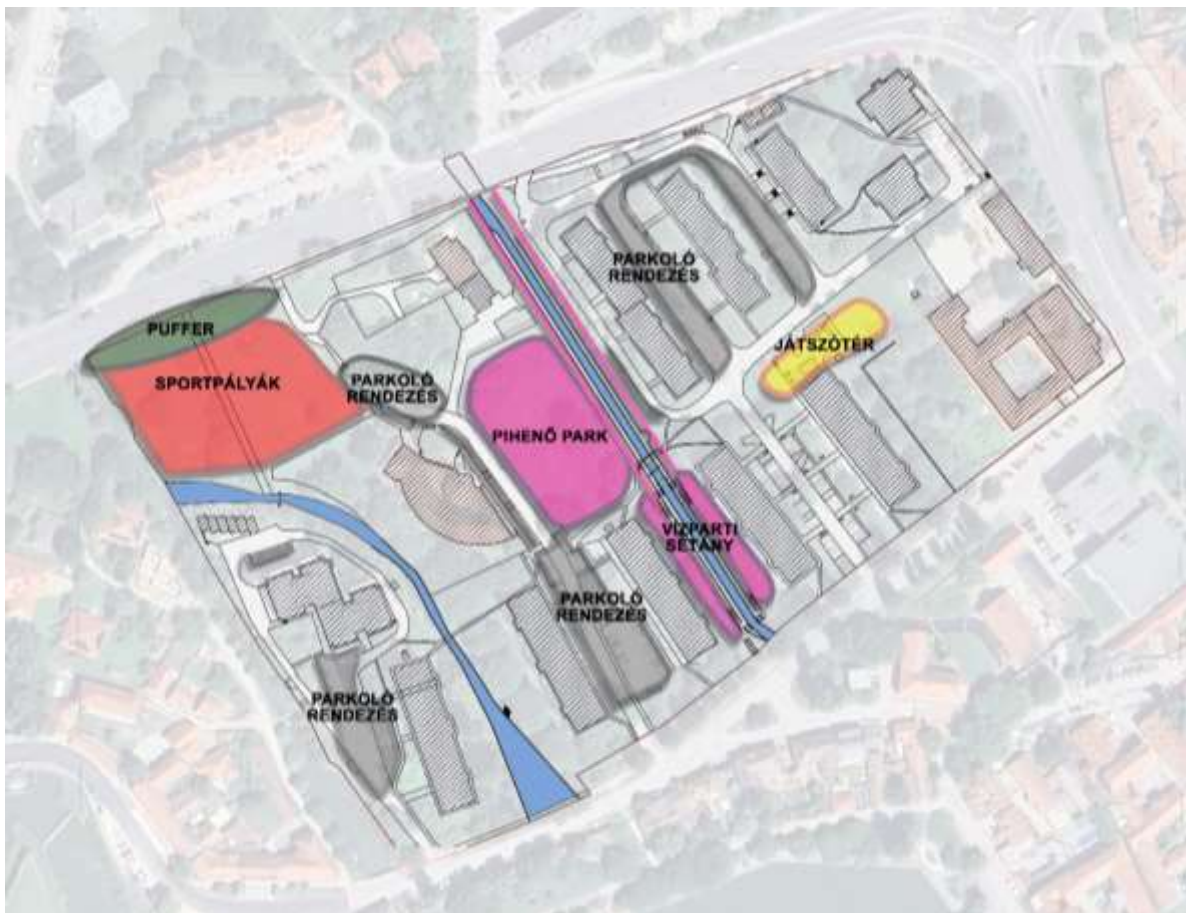 PARKOLÓ
RENDEZÉS
PUFFER
SPORTPÁLYÁK
JÁTSZÓTÉR
PARKOLÓ
RENDEZÉS
PIHENŐ PARK
VÍZPARTI
SÉTÁNY
PARKOLÓ
RENDEZÉS
PARKOLÓ
RENDEZÉS